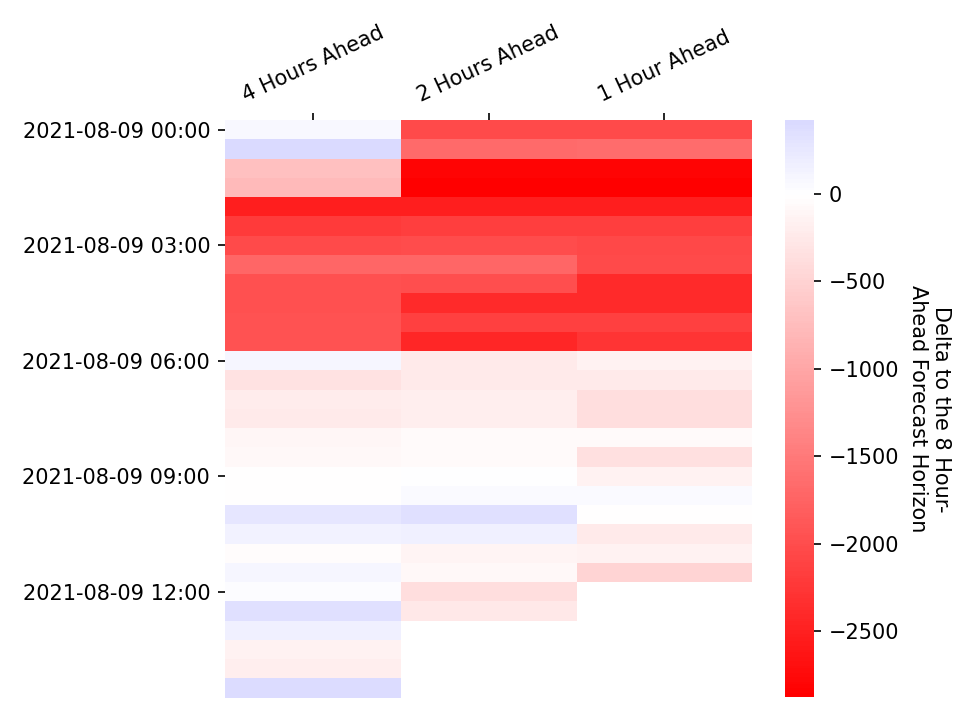 4 Hours Ahead
2 Hours Ahead
1 Hour Ahead
2021-08-09 00:00
2021-08-09 03:00
2021-08-09 06:00
2021-08-09 09:00
2021-08-09 12:00
0
−500
−1000
−1500
−2000
−2500
Delta to the 8 Hour-
Ahead Forecast Horizon